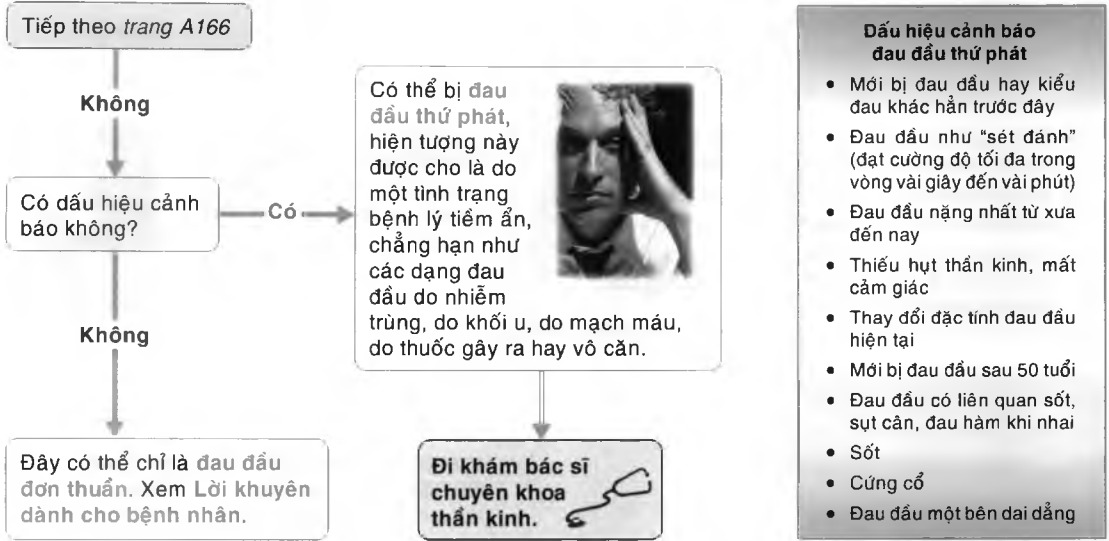 Tiếp theo trang A166
Không
Có dấu hiệu cảnh
báo không?
Có
Có thể bị đau
đầu thứ phát,
hiện tượng này
được cho là do
một tình trạng
bệnh lý tiềm ẩn,
chẳng hạn như
các dạng đau
đầu do nhiễm
trùng, do khối u, do mạch máu,
do thuốc gây ra hay vô căn.
Không
Đây có thể chỉ là đau đầu
đơn thuần. Xem Lời khuyên
dành cho bệnh nhân.
Đi khám bác sĩ
chuyên khoa
thần kinh.
Dấu hiệu cảnh báo
đau đầu thứ phát
• Mới bị đau đầu hay kiểu
đau khác hẳn trước đây
• Đau đầu như “sét đánh”
(đạt cường độ tối đa trong
vòng vài giây đến vài phút)
• Đau đầu nặng nhất từ xưa
đến nay
• Thiếu hụt thần kinh, mất
cảm giác
• Thay đổi đặc tính đau đầu
hiện tại
• Mới bị đau đầu sau 50 tuổi
• Đau đầu có liên quan sốt,
sụt cân, đau hàm khi nhai
• Sốt
• Cứng cổ
• Đau đầu một bên dai dẳng